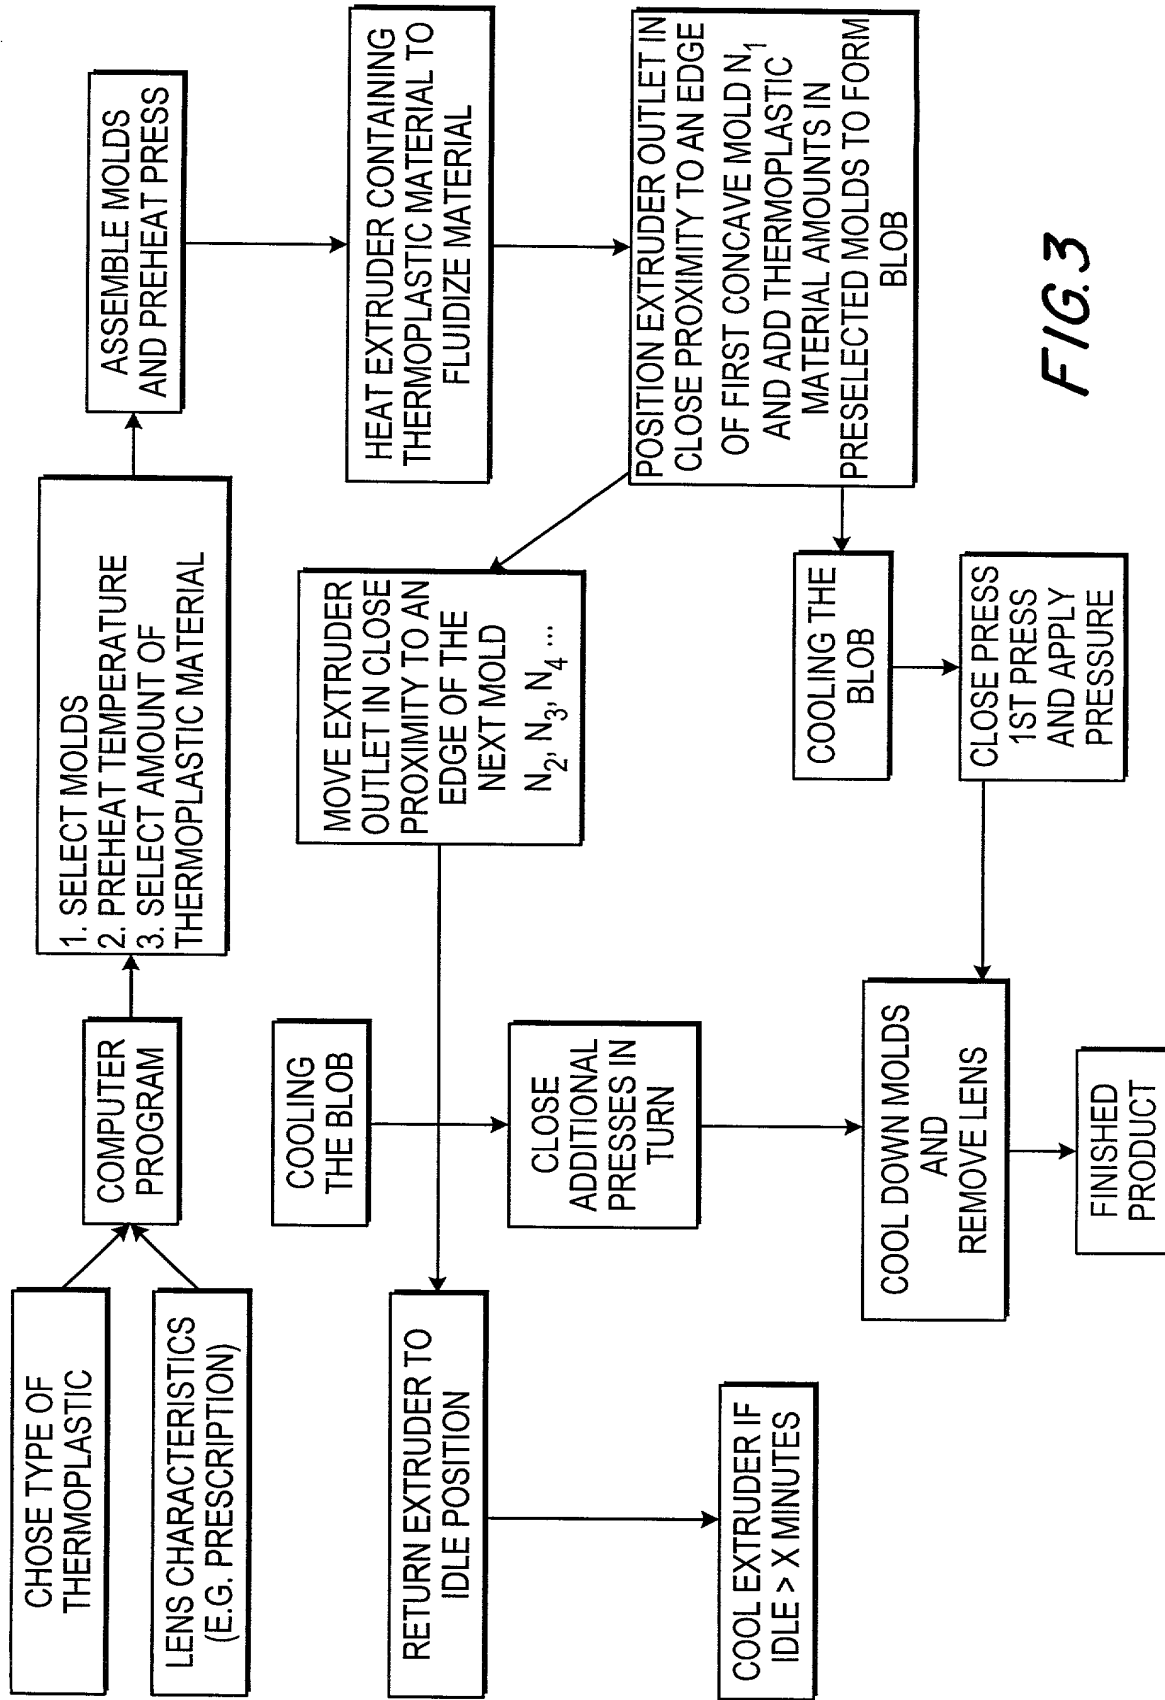 CHOSE TYPE OF
THERMOPLASTIC
LENS CHARACTERISTICS
(E.G. PRESCRIPTION)
COMPUTER
PROGRAM
1. SELECT MOLDS
2. PREHEAT TEMPERATURE
3. SELECT AMOUNT OF
THERMOPLASTIC MATERIAL
ASSEMBLE MOLDS
AND PREHEAT PRESS
HEAT EXTRUDER CONTAINING
THERMOPLASTIC MATERIAL TO
FLUIDIZE MATERIAL
POSITION EXTRUDER OUTLET IN
CLOSE PROXIMITY TO AN EDGE
OF FIRST CONCAVE MOLD N₁
AND ADD THERMOPLASTIC
MATERIAL AMOUNTS IN
PRESELECTED MOLDS TO FORM
BLOB
MOVE EXTRUDER
OUTLET IN CLOSE
PROXIMITY TO AN
EDGE OF THE
NEXT MOLD
N₂, N₃, N₄ ...
RETURN EXTRUDER TO
IDLE POSITION
COOL EXTRUDER IF
IDLE > X MINUTES
COOLING
THE BLOB
CLOSE
ADDITIONAL
PRESSES IN
TURN
COOLING THE
BLOB
CLOSE PRESS
1ST PRESS
AND APPLY
PRESSURE
COOL DOWN MOLDS
AND
REMOVE LENS
FINISHED
PRODUCT
FIG.3